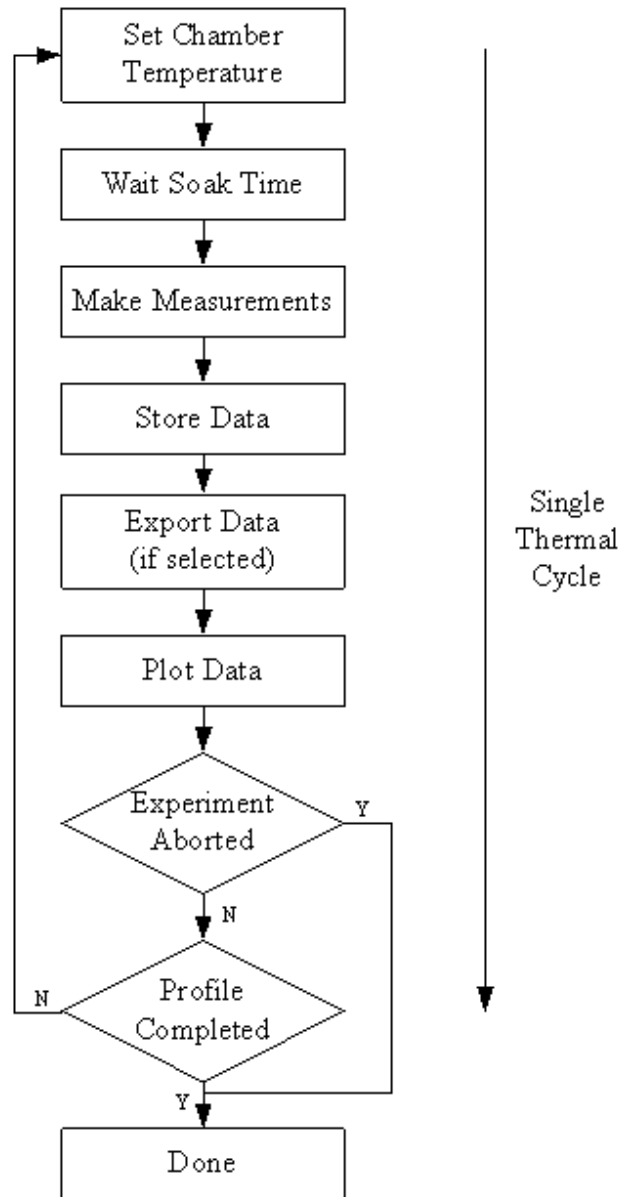 Set Chamber
Temperature
Wait Soak Time
Make Measurements
Store Data
Export Data
(if selected)
Plot Data
Experiment
Aborted
Y
N
Profile
Completed
N
Y
Done
Single
Thermal
Cycle